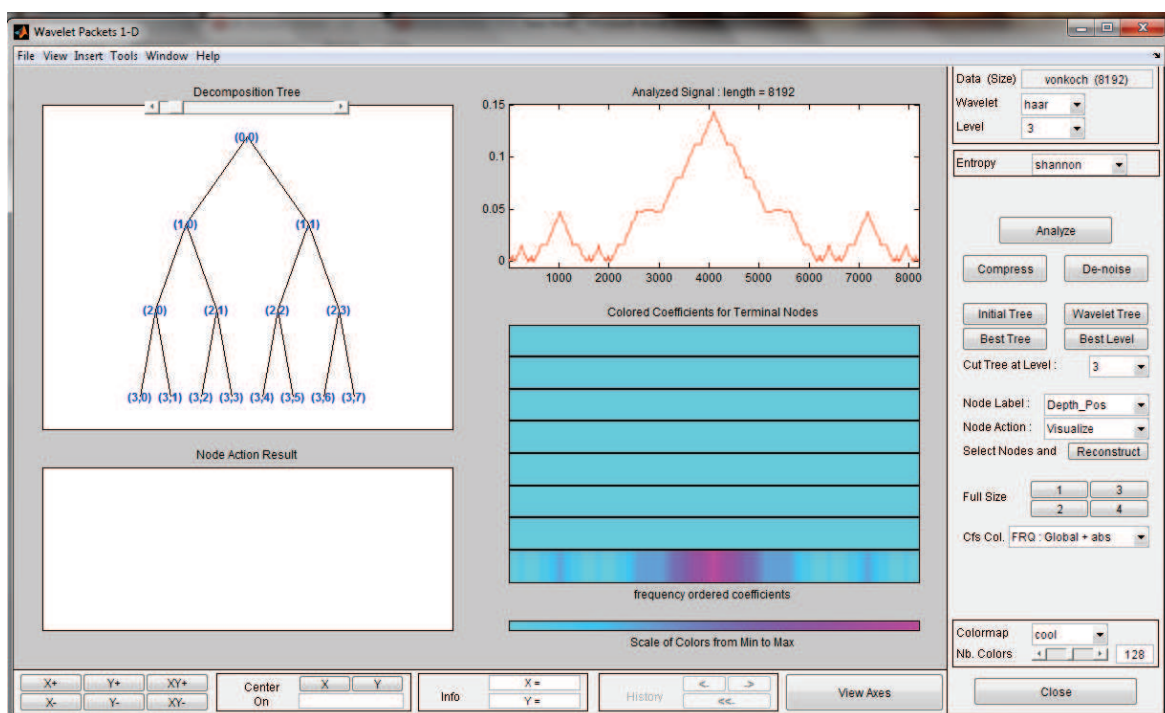 Wavelet Packets 1-D
File View Insert Tools Window Help
Decomposition Tree
(0,0)
(1,0) (1,1)
(2,0) (2,1) (2,2) (2,3)
(3,0) (3,1) (3,2) (3,3) (3,4) (3,5) (3,6) (3,7)
Node Action Result
Analyzed Signal : length = 8192
0.15
0.1
0.05
0
1000 2000 3000 4000 5000 6000 7000 8000
Colored Coefficients for Terminal Nodes
frequency ordered coefficients
Scale of Colors from Min to Max
Data (Size) vonkoch (8192)
Wavelet haar
Level 3
Entropy shannon
Analyze
Compress De-noise
Initial Tree Wavelet Tree
Best Tree Best Level
Cut Tree at Level : 3
Node Label : Depth_Pos
Node Action : Visualize
Select Nodes and Reconstruct
Full Size 1 3
2 4
Cfs Col. FRQ : Global + abs
Colormap cool
Nb. Colors 128
X+ Y+ XY+
X- Y- XY-
Center On X Y
Info X =
Y =
History <- ->
<<-
View Axes
Close